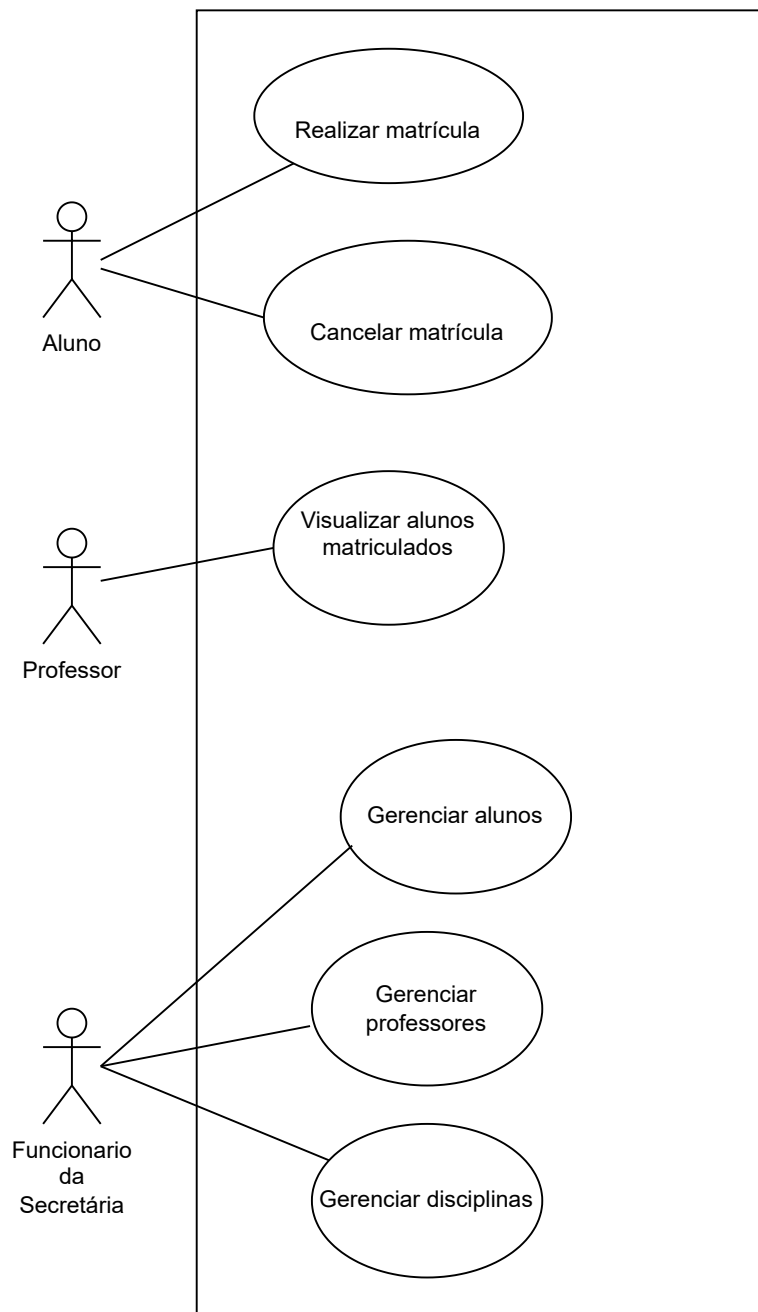 Realizar matrícula
Aluno
Cancelar matrícula
Visualizar alunos
matriculados
Professor
Gerenciar alunos
Gerenciar
professores
Funcionario
da
Secretária
Gerenciar disciplinas